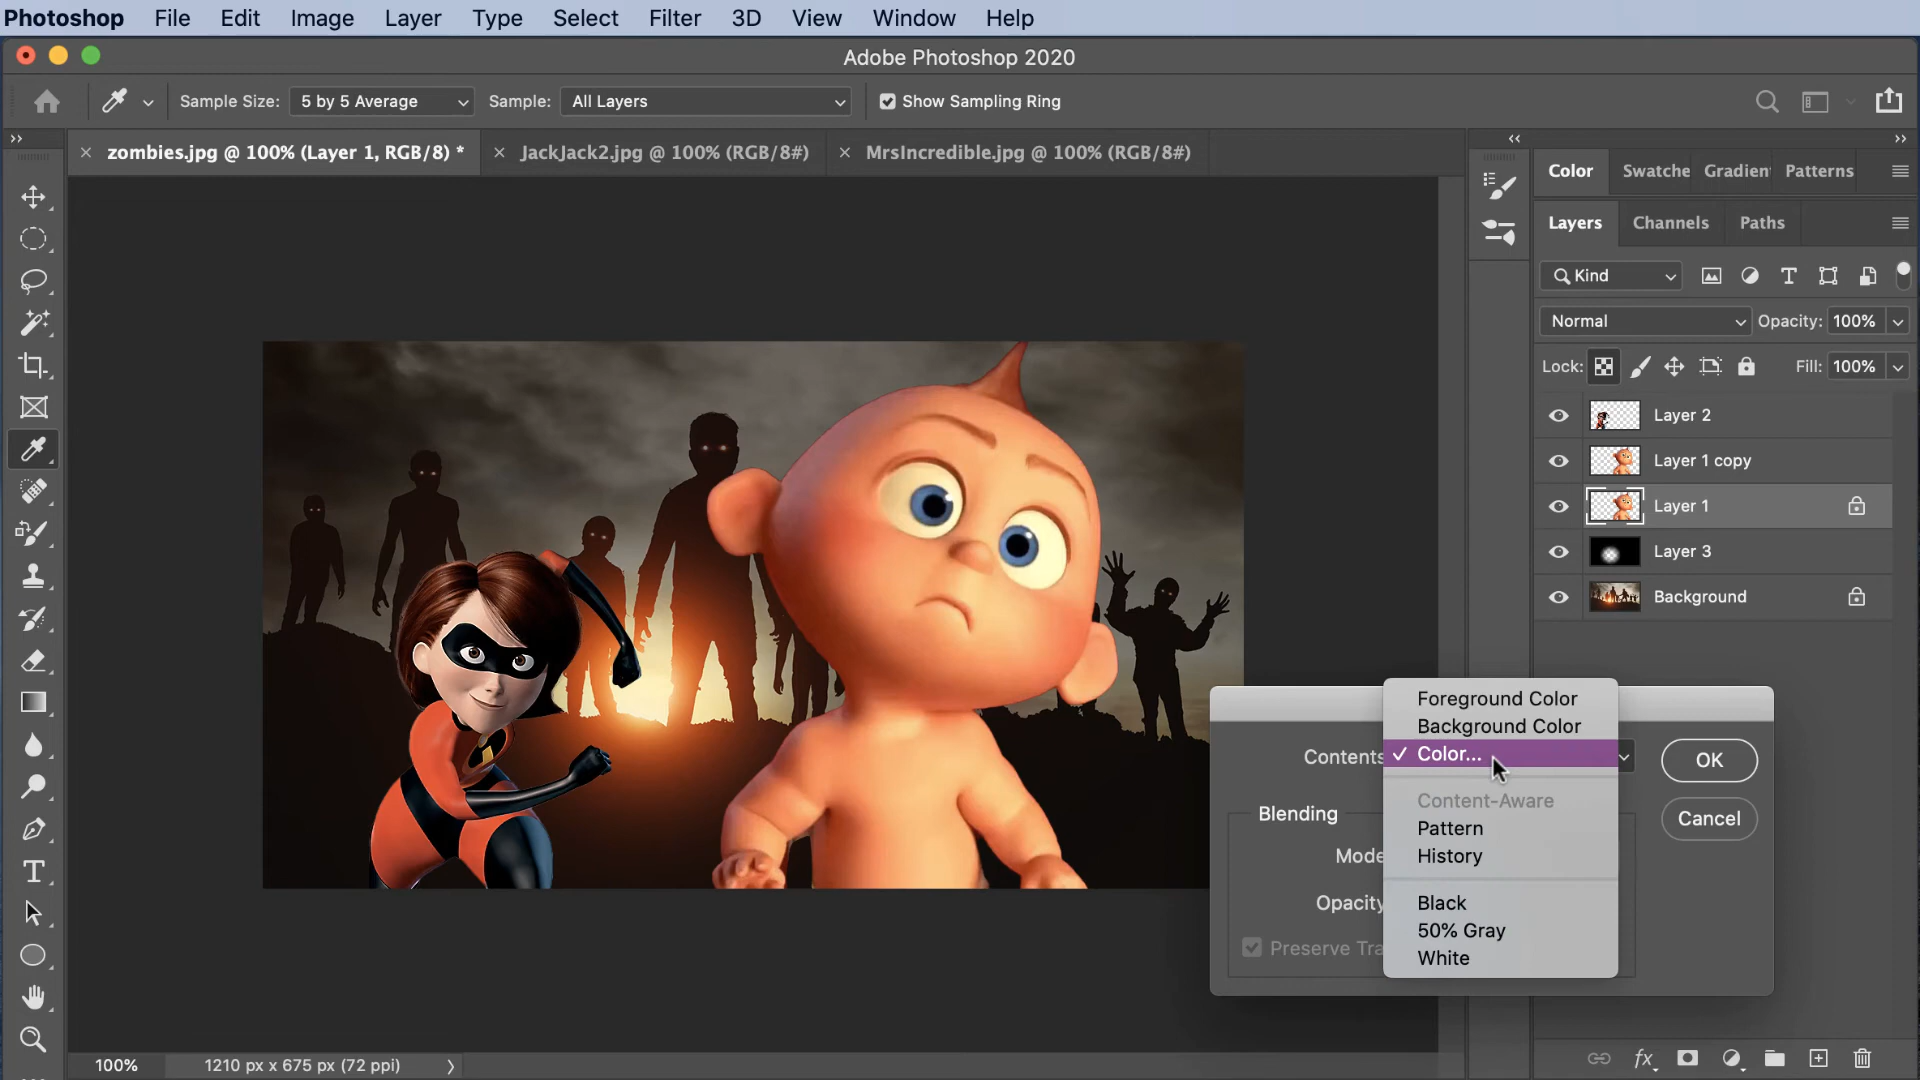 Photoshop File Edit Image Layer Type Select Filter 3D View Window Help
Adobe Photoshop 2020
Sample Size: 5 by 5 Average Sample: All Layers Show Sampling Ring
zombies.jpg @ 100% (Layer 1, RGB/8) * JackJack2.jpg @ 100% (RGB/8#) MrsIncredible.jpg @ 100% (RGB/8#)
Color Swatche Gradien Patterns
Layers Channels Paths
Kind
Normal Opacity: 100%
Lock: Fill: 100%
Layer 2
Layer 1 copy
Layer 1
Layer 3
Background
Contents
Foreground Color
Background Color
Color...
Content-Aware
Pattern
History
Black
50% Gray
White
OK
Cancel
Blending
Mode
Opacity
Preserve Tra
100% 1210 px x 675 px (72 ppi)
fx